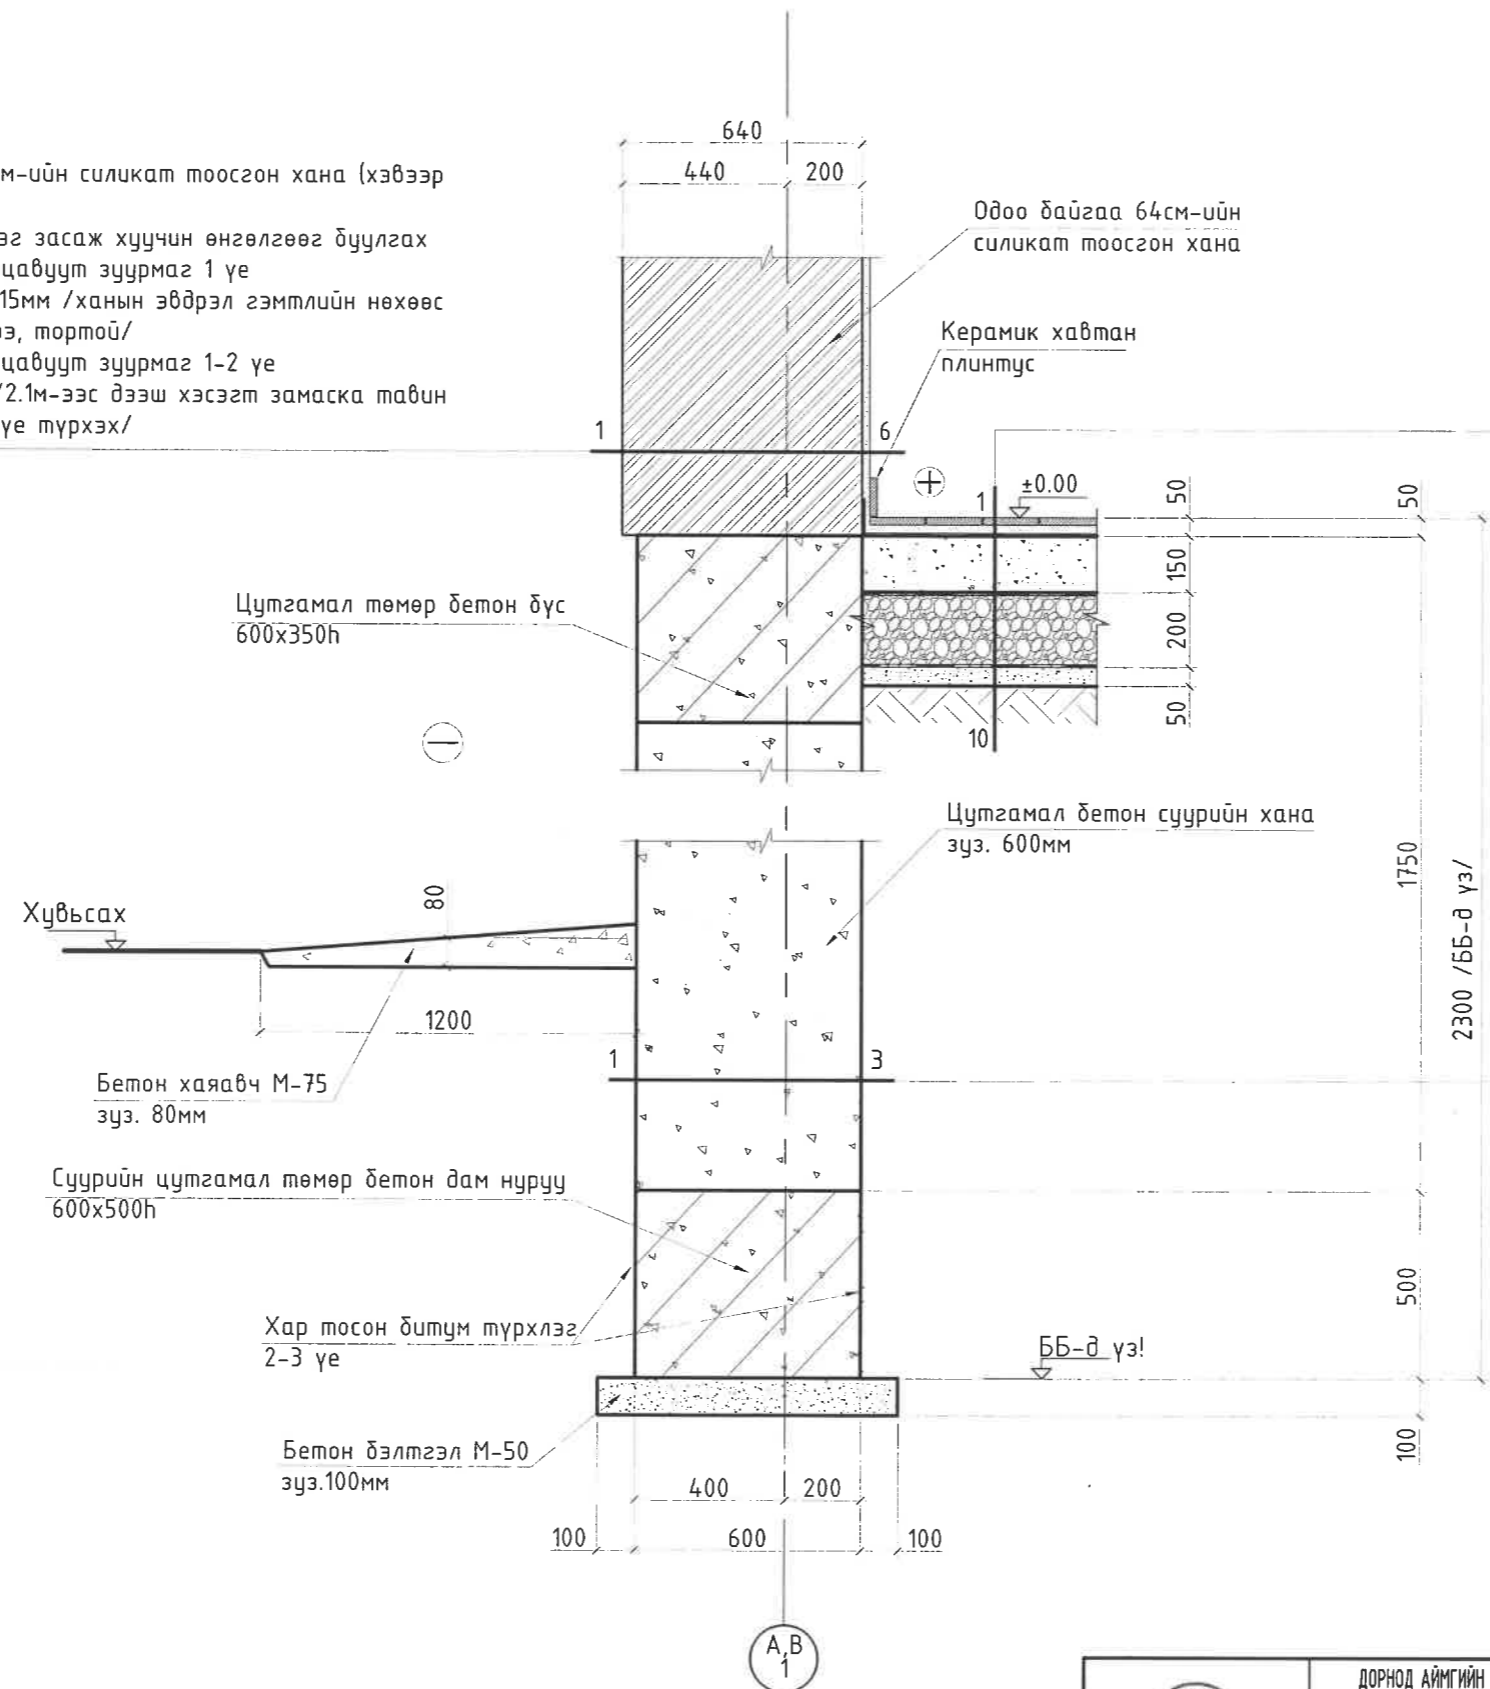 640
440 200
м-ийн силикат тоосгон хана (хэвээр
эг засаж хуучин өнгөлгөөг буулгах
цавуут зуурмаг 1 үе
15мм /ханын эвдрэл гэмтлийн нөхөөс
ээ, тортой/
цавуут зуурмаг 1-2 үе
/2.1м-ээс дээш хэсэгт замаска тавин
үе түрхэх/
Одоо байгаа 64см-ийн
силикат тоосгон хана
Керамик хавтан
плинтус
1 6
1
±0.00
50
50
150
200
50
10
Цутгамал төмөр бетон бүс
600x350h
Цутгамал бетон суурийн хана
зуз. 600мм
1750
2300 /ББ-д үз/
Хувьсах
80
1200
Бетон хаяавч М-75
зуз. 80мм
1 3
Суурийн цутгамал төмөр бетон дам нуруу
600x500h
500
Хар тосон битум түрхлэг
2-3 үе
ББ-д үз!
100
Бетон бэлтгэл М-50
зуз.100мм
400 200
100 600 100
А,В
1
ДОРНОД АЙМГИЙН